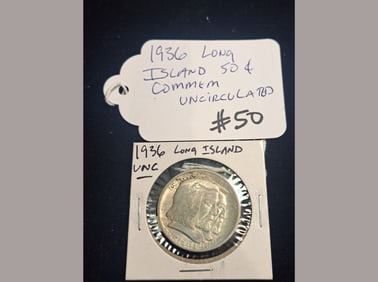 1936 LONG
ISLAND 50¢
COMMEM
UNCIRCULATED
#50
1936 LONG ISLAND
UNC